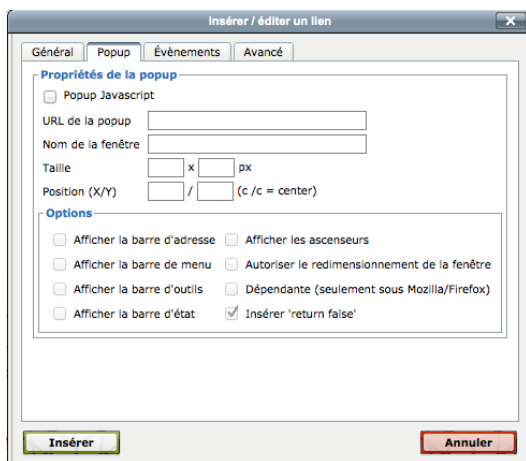 Insérer / éditer un lien
Général Popup Évènements Avancé
Propriétés de la popup
Popup Javascript
URL de la popup
Nom de la fenêtre
Taille x px
Position (X/Y) / (c /c = center)
Options
Afficher la barre d'adresse Afficher les ascenseurs
Afficher la barre de menu Autoriser le redimensionnement de la fenêtre
Afficher la barre d'outils Dépendante (seulement sous Mozilla/Firefox)
Afficher la barre d'état Insérer 'return false'
Insérer Annuler